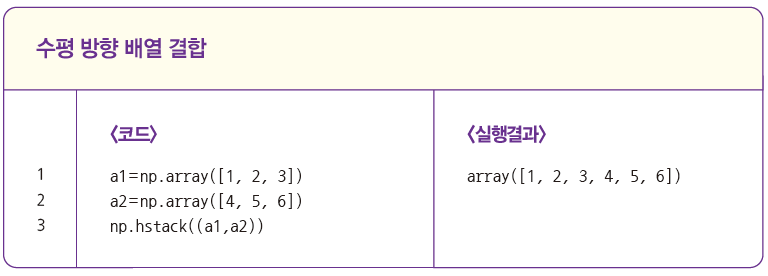 수평 방향 배열 결합
<코드>
<실행결과>
1 a1=np.array([1, 2, 3]) array([1, 2, 3, 4, 5, 6])
2 a2=np.array([4, 5, 6])
3 np.hstack((a1,a2))